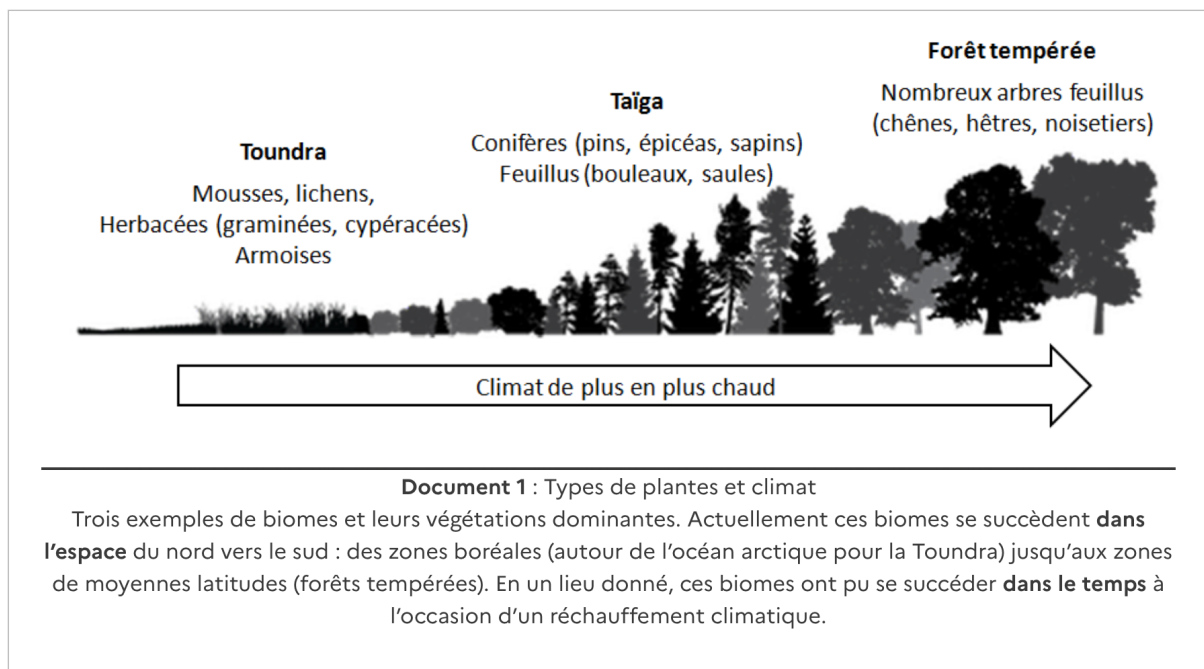 Forêt tempérée
Nombreux arbres feuillus
(chênes, hêtres, noisetiers)
Taïga
Conifères (pins, épicéas, sapins)
Feuillus (bouleaux, saules)
Toundra
Mousses, lichens,
Herbacées (graminées, cypéracées)
Armoises
Climat de plus en plus chaud
Document 1 : Types de plantes et climat
Trois exemples de biomes et leurs végétations dominantes. Actuellement ces biomes se succèdent dans
l’espace du nord vers le sud : des zones boréales (autour de l’océan arctique pour la Toundra) jusqu’aux zones
de moyennes latitudes (forêts tempérées). En un lieu donné, ces biomes ont pu se succéder dans le temps à
l’occasion d’un réchauffement climatique.